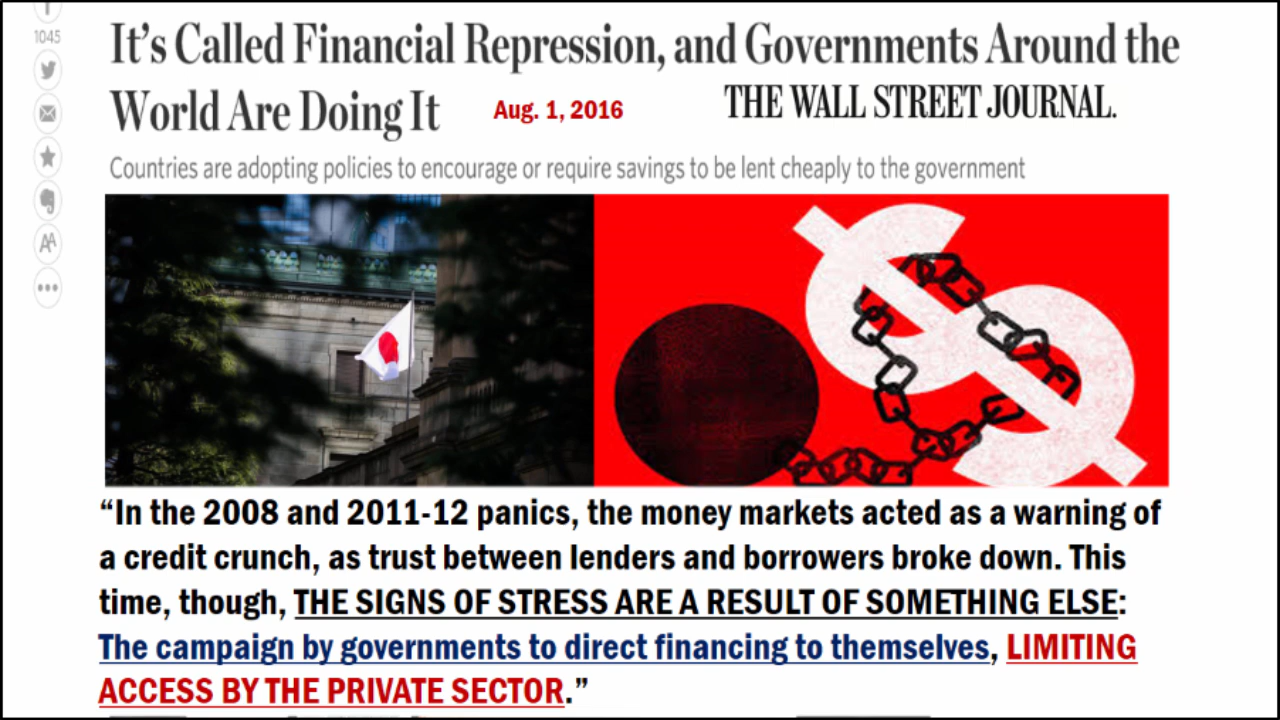 1045
It's Called Financial Repression, and Governments Around the
World Are Doing It
Aug. 1, 2016
THE WALL STREET JOURNAL.
Countries are adopting policies to encourage or require savings to be lent cheaply to the government
“In the 2008 and 2011-12 panics, the money markets acted as a warning of
a credit crunch, as trust between lenders and borrowers broke down. This
time, though, THE SIGNS OF STRESS ARE A RESULT OF SOMETHING ELSE:
The campaign by governments to direct financing to themselves, LIMITING
ACCESS BY THE PRIVATE SECTOR.”